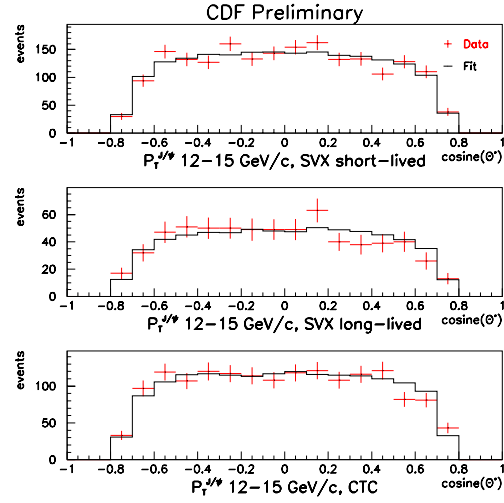 CDF Preliminary
events
150
100
50
0
Data
Fit
-1 -0.8 -0.6 -0.4 -0.2 0 0.2 0.4 0.6 0.8 1
P_T^{J/ψ} 12-15 GeV/c, SVX short-lived cosine(Θ*)
events
60
40
20
0
-1 -0.8 -0.6 -0.4 -0.2 0 0.2 0.4 0.6 0.8 1
P_T^{J/ψ} 12-15 GeV/c, SVX long-lived cosine(Θ*)
events
100
50
0
-1 -0.8 -0.6 -0.4 -0.2 0 0.2 0.4 0.6 0.8 1
P_T^{J/ψ} 12-15 GeV/c, CTC cosine(Θ*)